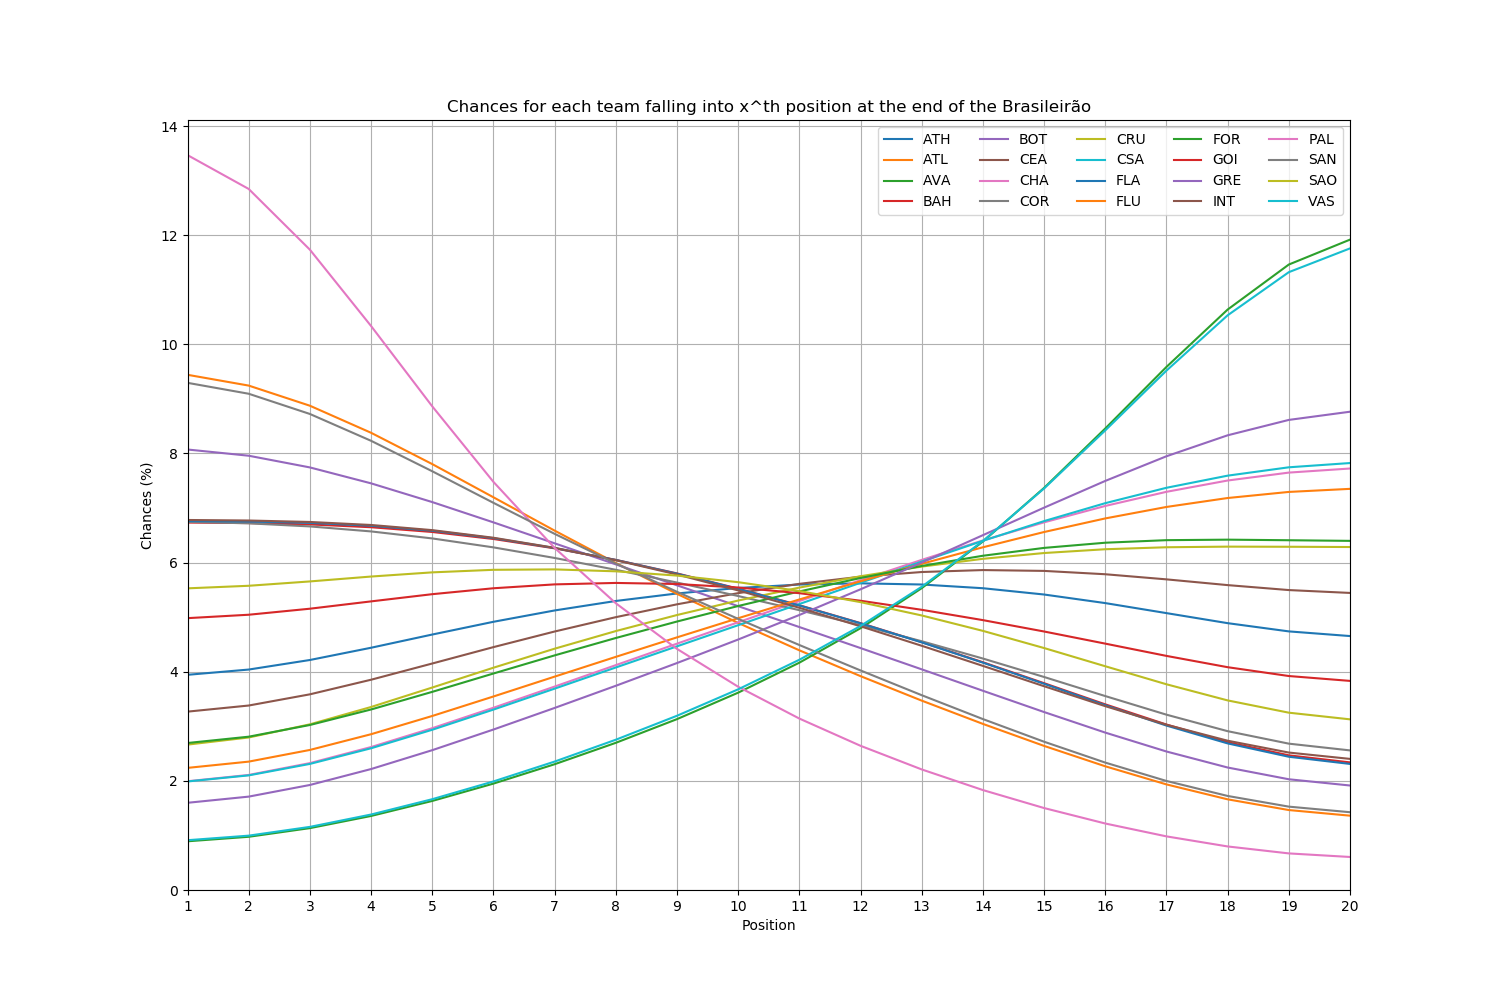 Chances for each team falling into x^th position at the end of the Brasileirão
14
12
10
8
6
4
2
0
Chances (%)
ATH BOT CRU FOR PAL
ATL CEA CSA GOI SAN
AVA CHA FLA GRE SAO
BAH COR FLU INT VAS
1 2 3 4 5 6 7 8 9 10 11 12 13 14 15 16 17 18 19 20
Position